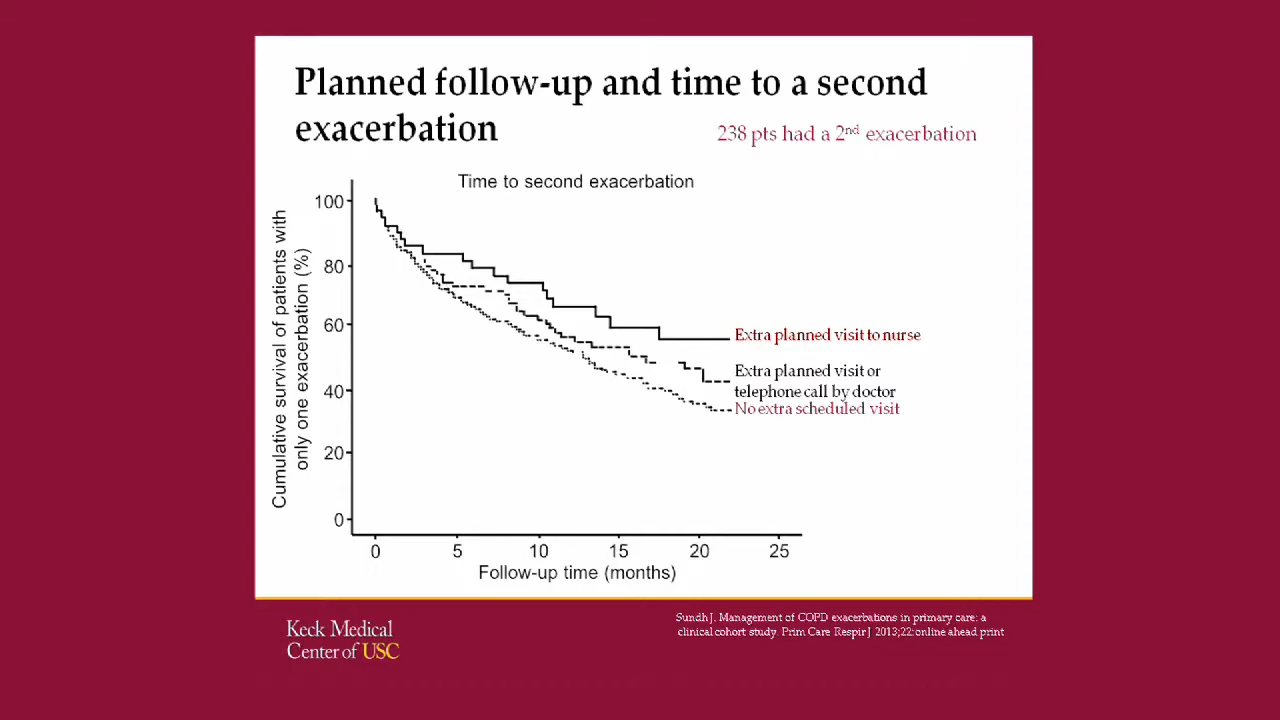 Planned follow-up and time to a second
exacerbation
238 pts had a 2nd exacerbation
Time to second exacerbation
Cumulative survival of patients with
only one exacerbation (%)
100
80
60
40
20
0
Extra planned visit to nurse
Extra planned visit or
telephone call by doctor
No extra scheduled visit
0 5 10 15 20 25
Follow-up time (months)
Keck Medical
Center of USC
Sundh J. Management of COPD exacerbations in primary care: a
clinical cohort study. Prim Care Respir J 2013;22:online ahead print